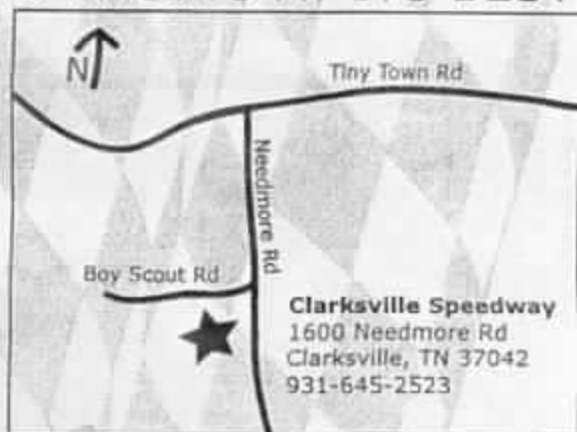 N
Tiny Town Rd
Needmore Rd
Boy Scout Rd
Clarksville Speedway
1600 Needmore Rd
Clarksville, TN 37042
931-645-2523